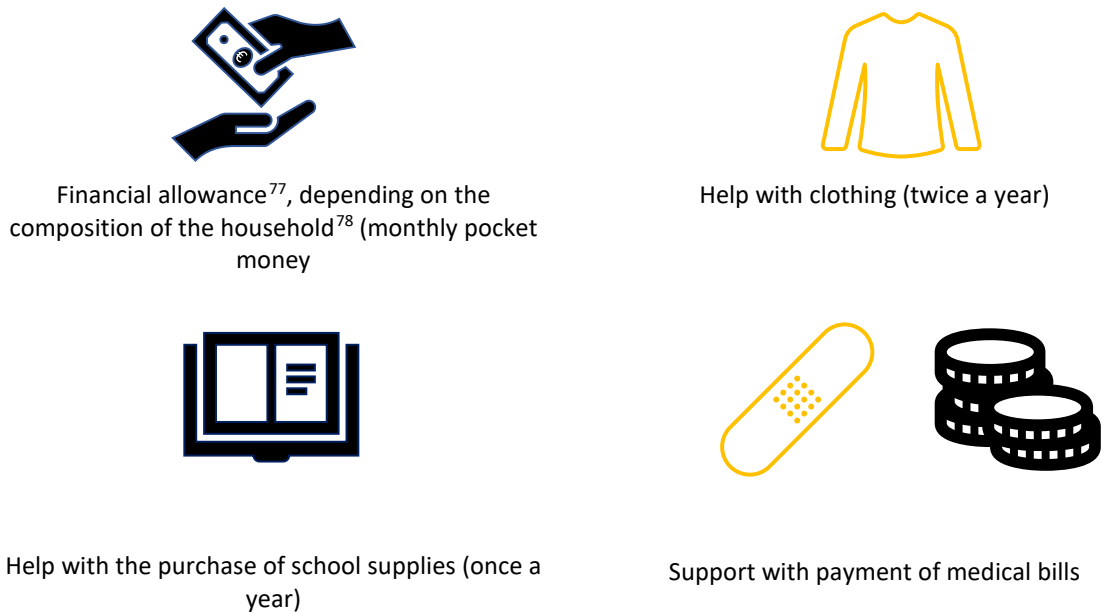 €
Financial allowance⁷⁷, depending on the
composition of the household⁷⁸ (monthly pocket
money
Help with clothing (twice a year)
Help with the purchase of school supplies (once a
year)
Support with payment of medical bills